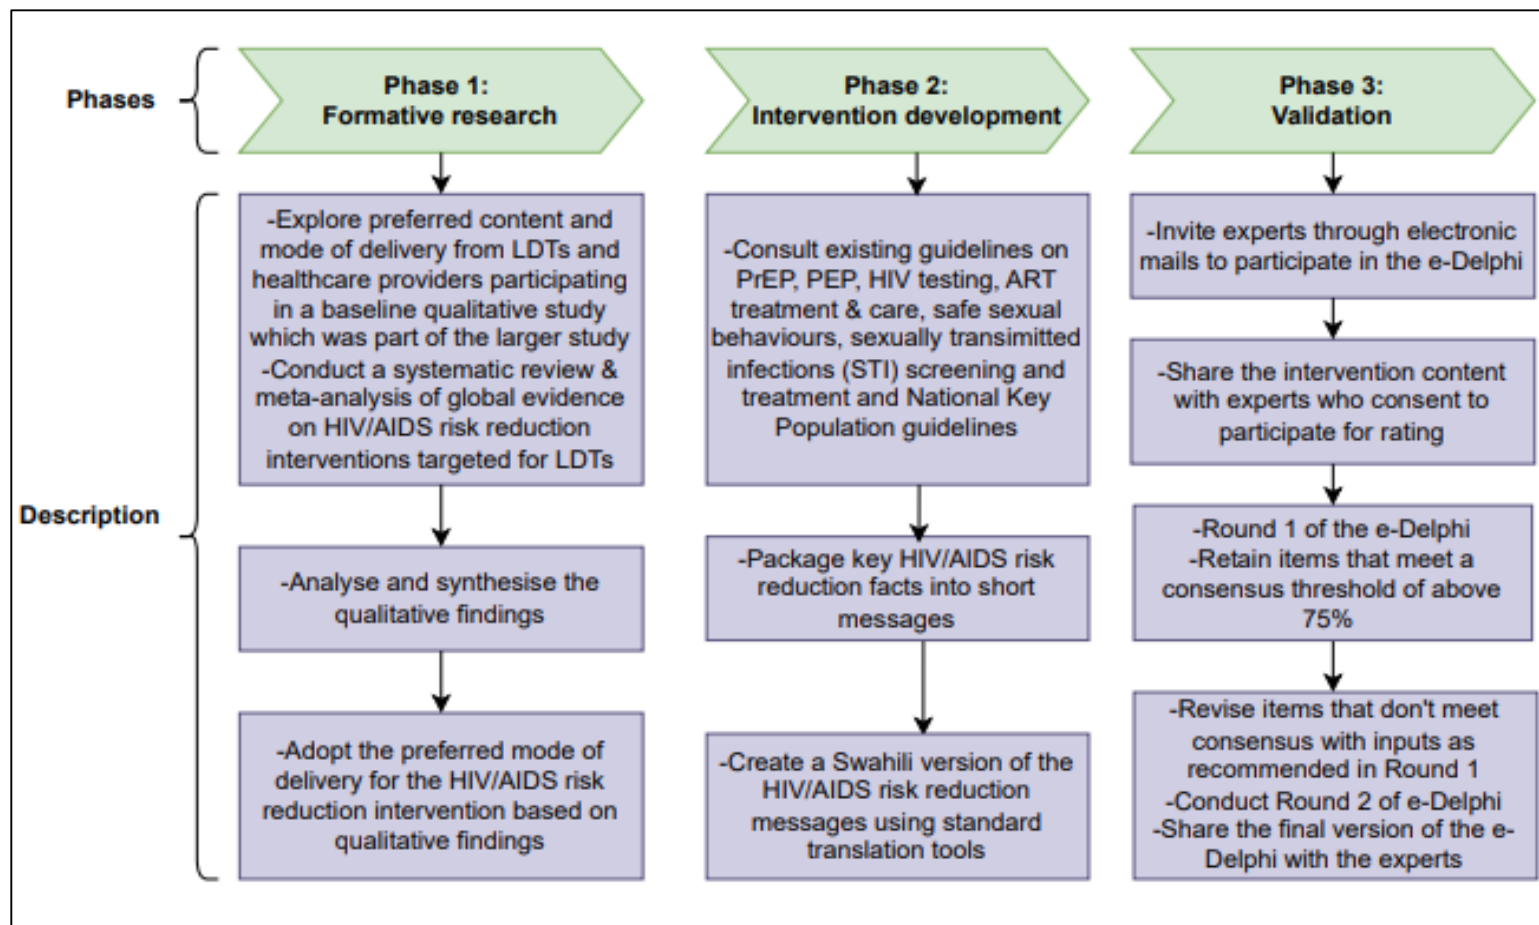 Phases
Phase 1:
Formative research
Phase 2:
Intervention development
Phase 3:
Validation
Description
-Explore preferred content and
mode of delivery from LDTs and
healthcare providers participating
in a baseline qualitative study
which was part of the larger study
-Conduct a systematic review &
meta-analysis of global evidence
on HIV/AIDS risk reduction
interventions targeted for LDTs
-Analyse and synthesise the
qualitative findings
-Adopt the preferred mode of
delivery for the HIV/AIDS risk
reduction intervention based on
qualitative findings
-Consult existing guidelines on
PrEP, PEP, HIV testing, ART
treatment & care, safe sexual
behaviours, sexually transimitted
infections (STI) screening and
treatment and National Key
Population guidelines
-Package key HIV/AIDS risk
reduction facts into short
messages
-Create a Swahili version of the
HIV/AIDS risk reduction
messages using standard
translation tools
-Invite experts through electronic
mails to participate in the e-Delphi
-Share the intervention content
with experts who consent to
participate for rating
-Round 1 of the e-Delphi
-Retain items that meet a
consensus threshold of above
75%
-Revise items that don't meet
consensus with inputs as
recommended in Round 1
-Conduct Round 2 of e-Delphi
-Share the final version of the e-
Delphi with the experts